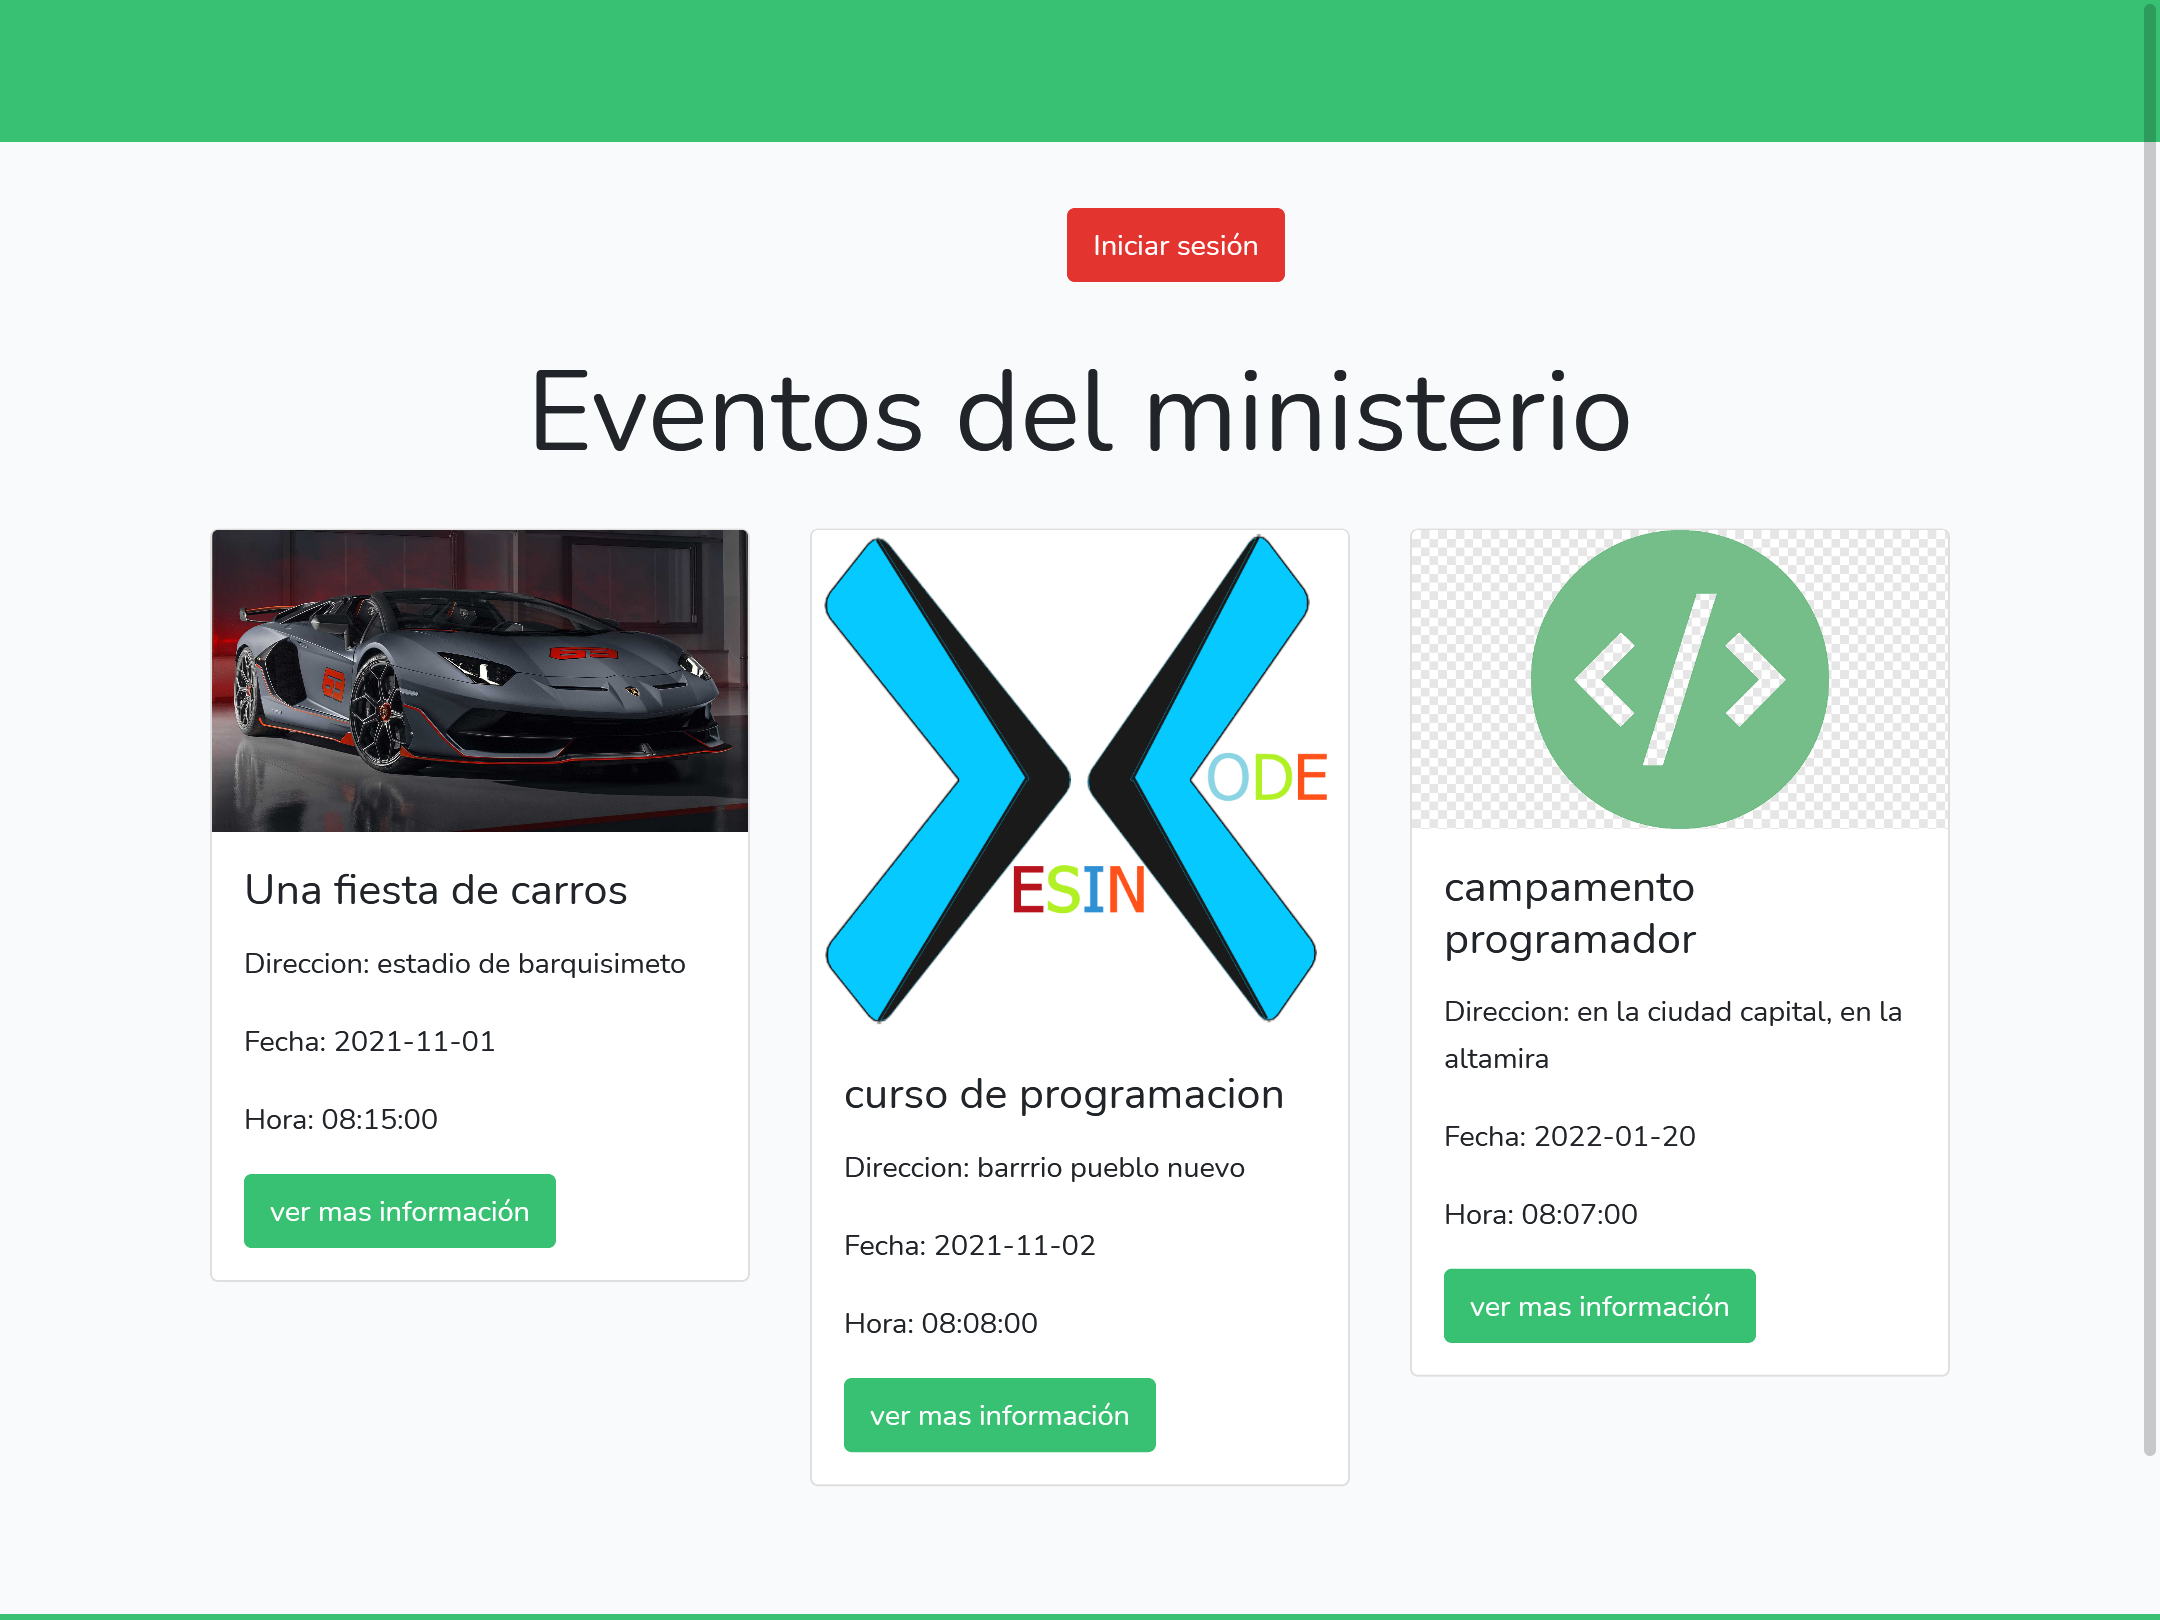 Iniciar sesión
Eventos del ministerio
63
63
Una fiesta de carros
Direccion: estadio de barquisimeto
Fecha: 2021-11-01
Hora: 08:15:00
ver mas información
ODE
ESIN
curso de programacion
Direccion: barrrio pueblo nuevo
Fecha: 2021-11-02
Hora: 08:08:00
ver mas información
</>
campamento
programador
Direccion: en la ciudad capital, en la
altamira
Fecha: 2022-01-20
Hora: 08:07:00
ver mas información